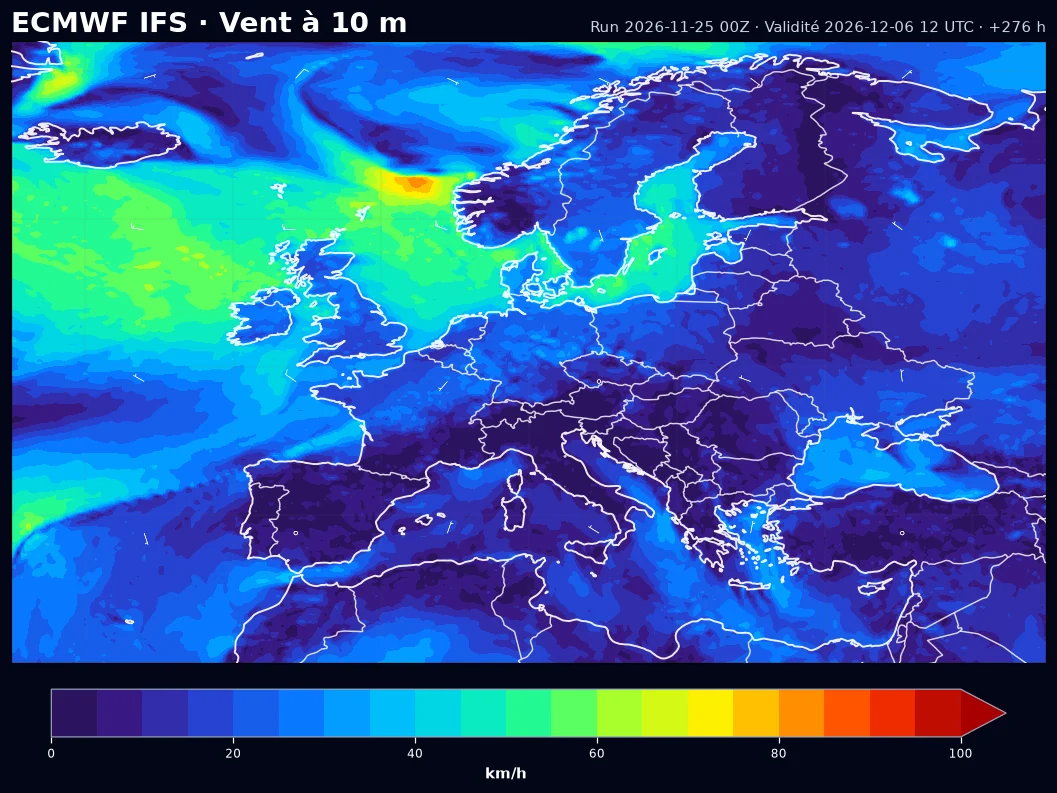 ECMWF IFS · Vent à 10 m
Run 2026-11-25 00Z · Validité 2026-12-06 12 UTC · +276 h
0 20 40 60 80 100
km/h